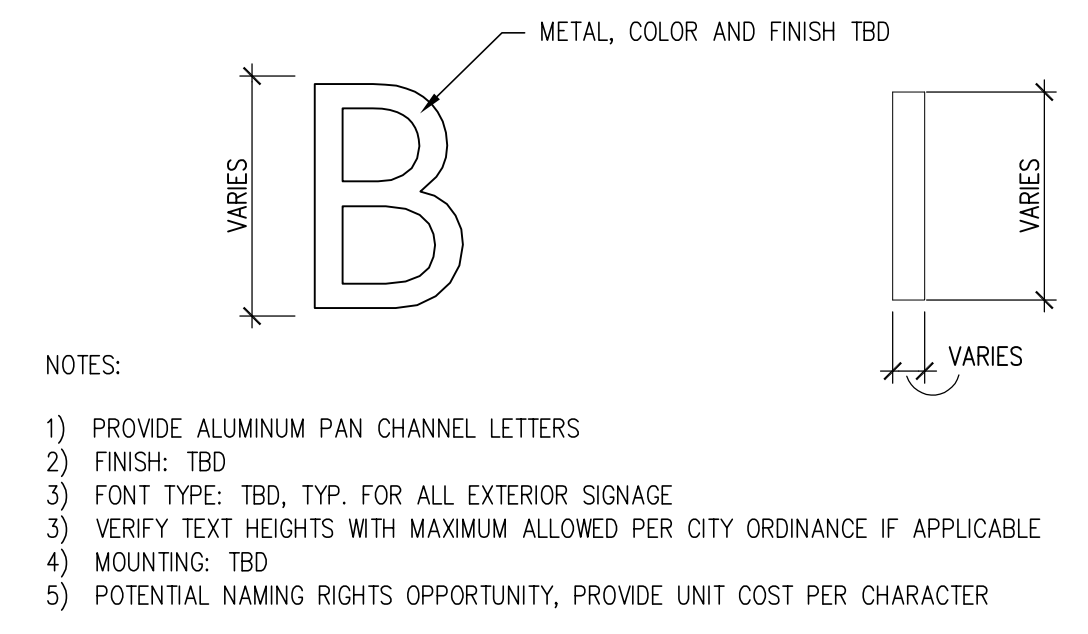 METAL, COLOR AND FINISH TBD
B
VARIES
VARIES
VARIES
NOTES:
1) PROVIDE ALUMINUM PAN CHANNEL LETTERS
2) FINISH: TBD
3) FONT TYPE: TBD, TYP. FOR ALL EXTERIOR SIGNAGE
3) VERIFY TEXT HEIGHTS WITH MAXIMUM ALLOWED PER CITY ORDINANCE IF APPLICABLE
4) MOUNTING: TBD
5) POTENTIAL NAMING RIGHTS OPPORTUNITY, PROVIDE UNIT COST PER CHARACTER